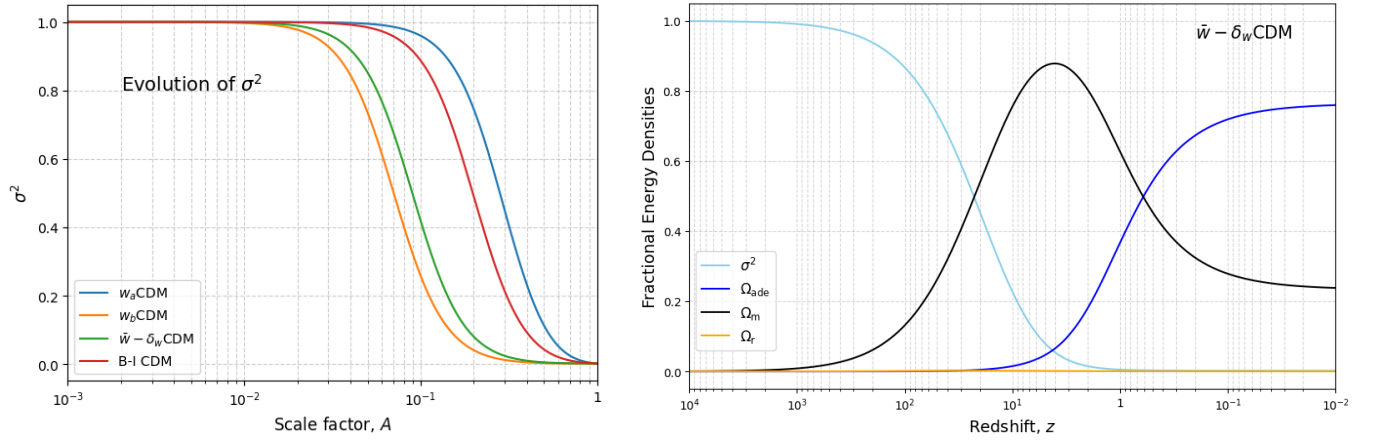 Evolution of σ²
σ²
1.0
0.8
0.6
0.4
0.2
0.0
w_aCDM
w_bCDM
w̄ − δ_wCDM
B-I CDM
10⁻³
10⁻²
10⁻¹
1
Scale factor, A
w̄ − δ_wCDM
Fractional Energy Densities
1.0
0.8
0.6
0.4
0.2
0.0
σ²
Ω_ade
Ω_m
Ω_r
10⁴
10³
10²
10¹
1
10⁻¹
10⁻²
Redshift, z